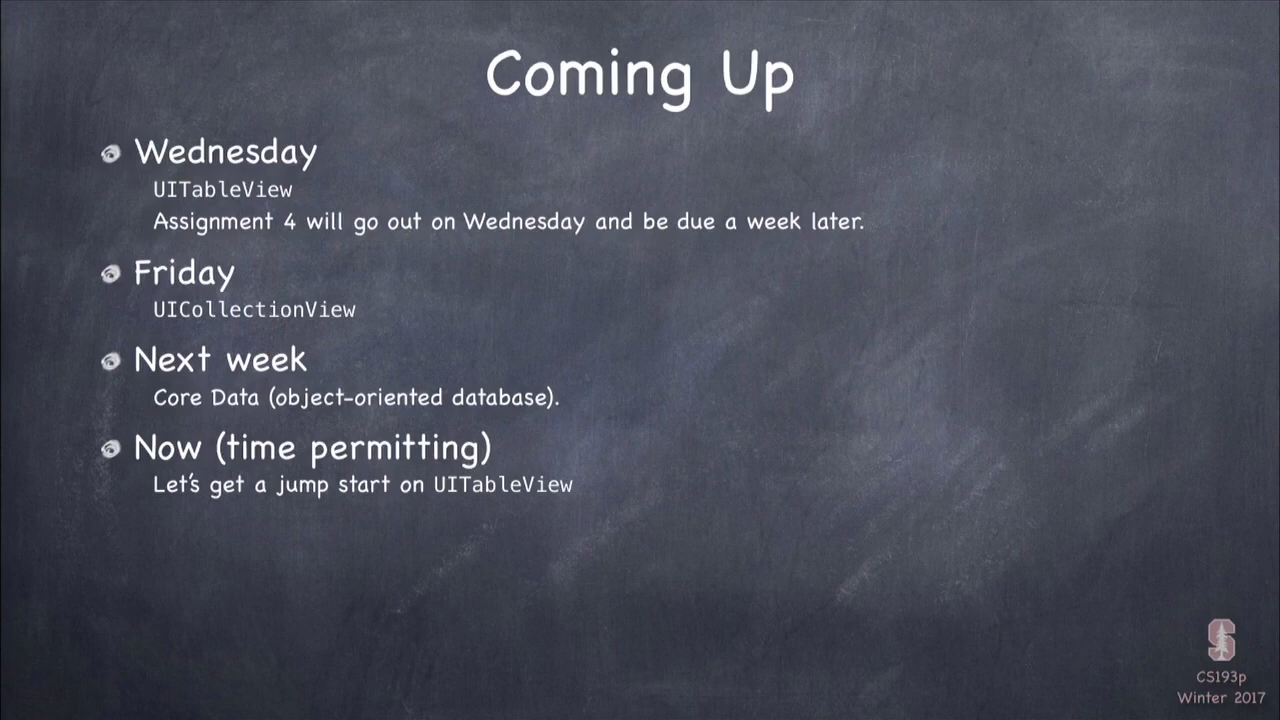 Coming Up
Wednesday
UITableView
Assignment 4 will go out on Wednesday and be due a week later.
Friday
UICollectionView
Next week
Core Data (object-oriented database).
Now (time permitting)
Let's get a jump start on UITableView
S
CS193p
Winter 2017